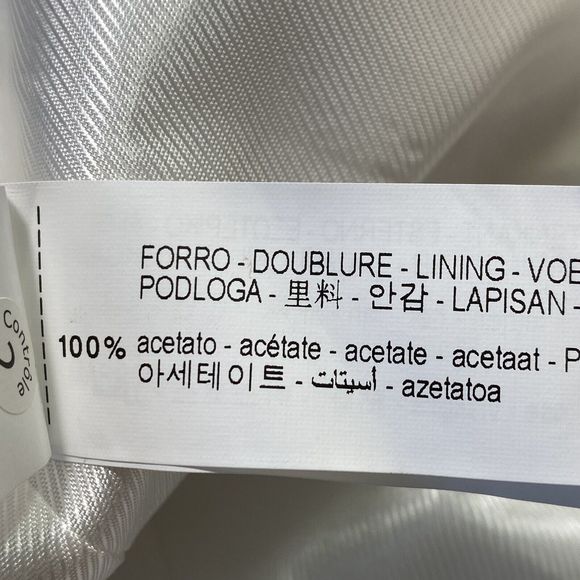 FORRO - DOUBLURE - LINING - VOE
PODLOGA - 里料 - 안감 - LAPISAN -
100% acetato - acétate - acetate - acetaat - P
아세테이트 - أسيتات - azetatoa
Contrôle